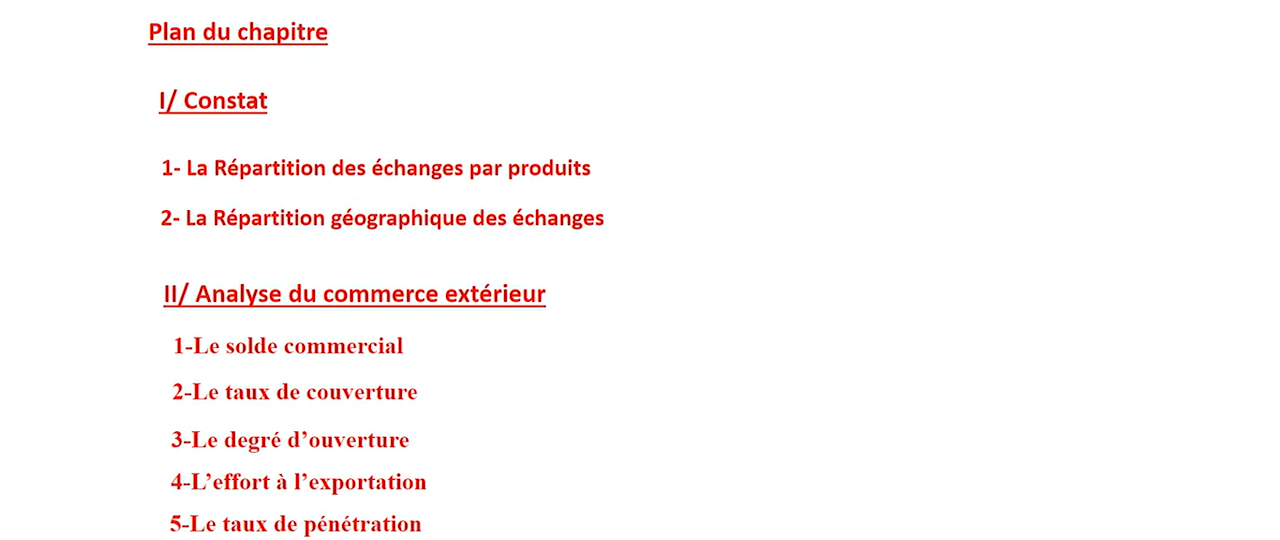 Plan du chapitre
I/ Constat
1- La Répartition des échanges par produits
2- La Répartition géographique des échanges
II/ Analyse du commerce extérieur
1-Le solde commercial
2-Le taux de couverture
3-Le degré d’ouverture
4-L’effort à l’exportation
5-Le taux de pénétration